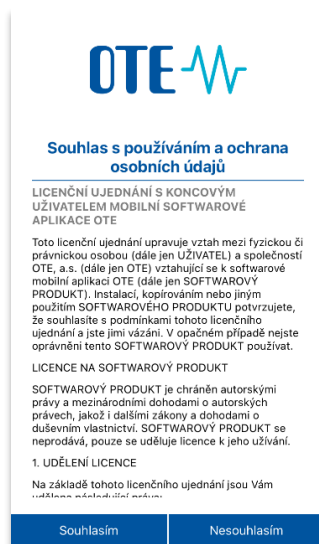 OTE
Souhlas s používáním a ochrana
osobních údajů
LICENČNÍ UJEDNÁNÍ S KONCOVÝM
UŽIVATELEM MOBILNÍ SOFTWAROVÉ
APLIKACE OTE
Toto licenční ujednání upravuje vztah mezi fyzickou či
právnickou osobou (dále jen UŽIVATEL) a společností
OTE, a.s. (dále jen OTE) vztahující se k softwarové
mobilní aplikaci OTE (dále jen SOFTWAROVÝ
PRODUKT). Instalací, kopírováním nebo jiným
použitím SOFTWAROVÉHO PRODUKTU potvrzujete,
že souhlasíte s podmínkami tohoto licenčního
ujednání a jste jimi vázáni. V opačném případě nejste
oprávněni tento SOFTWAROVÝ PRODUKT používat.
LICENCE NA SOFTWAROVÝ PRODUKT
SOFTWAROVÝ PRODUKT je chráněn autorskými
právy a mezinárodními dohodami o autorských
právech, jakož i dalšími zákony a dohodami o
duševním vlastnictví. SOFTWAROVÝ PRODUKT se
neprodává, pouze se uděluje licence k jeho užívání.
1. UDĚLENÍ LICENCE
Na základě tohoto licenčního ujednání jsou Vám
udělena následující práva:
Souhlasím
Nesouhlasím